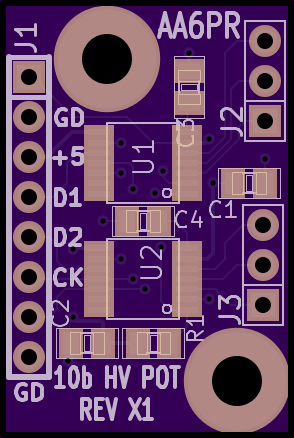 J1
AA6PR
C3
J2
GD
+5
D1
D2
CK
GD
U1
C1
C4
U2
C2
R1
J3
10b HV POT
REV X1